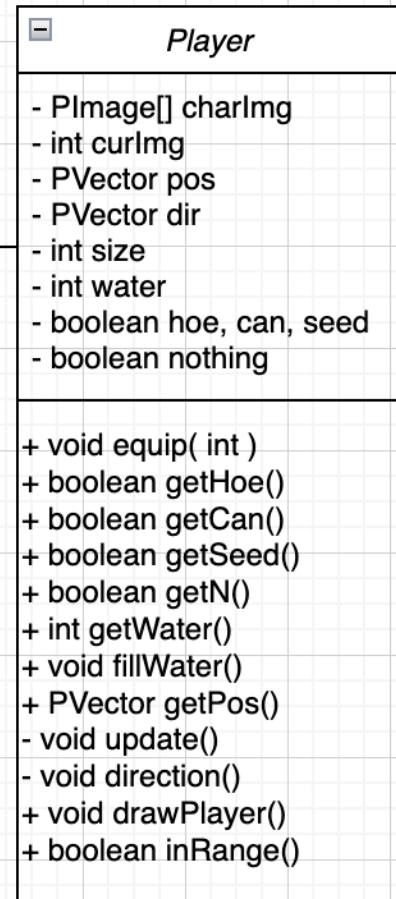 Player
- PImage[] charImg
- int curImg
- PVector pos
- PVector dir
- int size
- int water
- boolean hoe, can, seed
- boolean nothing
+ void equip( int )
+ boolean getHoe()
+ boolean getCan()
+ boolean getSeed()
+ boolean getN()
+ int getWater()
+ void fillWater()
+ PVector getPos()
- void update()
- void direction()
+ void drawPlayer()
+ boolean inRange()